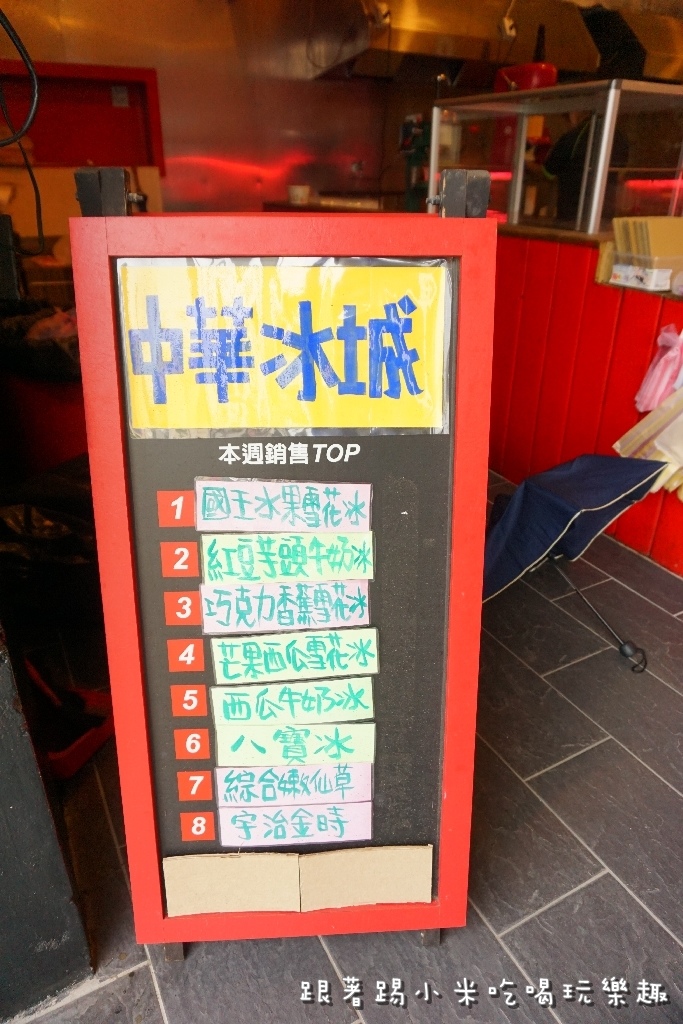 中華冰城
本週銷售TOP
1 國王水果雪花冰
2 紅豆芋頭牛奶冰
3 巧克力香蕉雪花冰
4 芒果西瓜雪花冰
5 西瓜牛奶冰
6 八寶冰
7 綜合嫩仙草
8 宇治金時
跟著踢小米吃喝玩樂趣